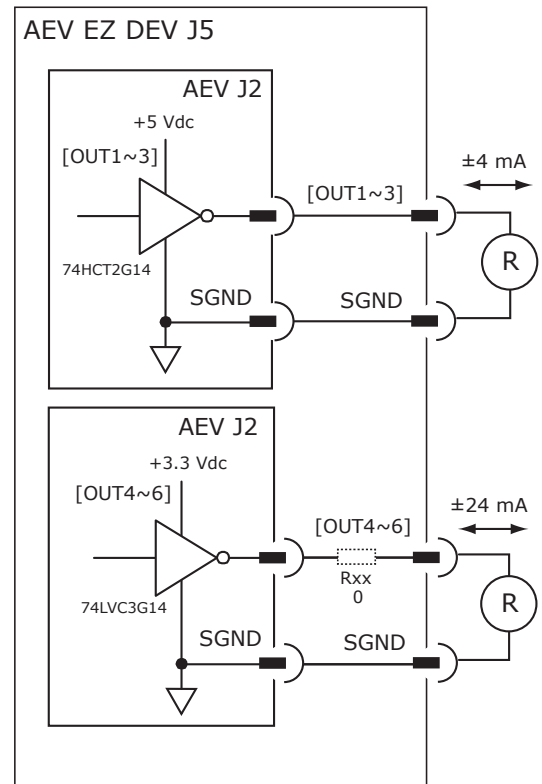 AEV EZ DEV J5
AEV J2
+5 Vdc
[OUT1~3]
[OUT1~3]
±4 mA
74HCT2G14
R
SGND
SGND
AEV J2
+3.3 Vdc
[OUT4~6]
[OUT4~6]
±24 mA
Rxx
0
74LVC3G14
R
SGND
SGND